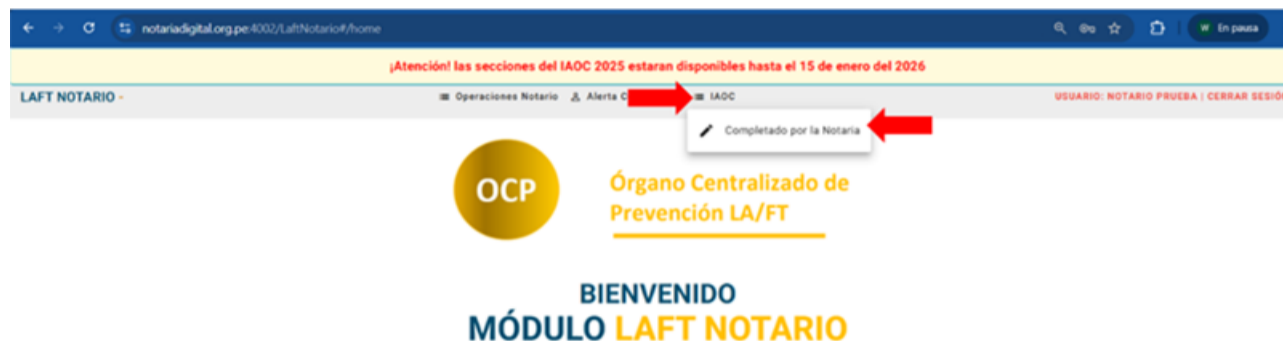 notariadigital.org.pe:4002/LaftNotario#/home
W En pausa
¡Atención! las secciones del IAOC 2025 estaran disponibles hasta el 15 de enero del 2026
LAFT NOTARIO
Operaciones Notario Alerta C IAOC
USUARIO: NOTARIO PRUEBA | CERRAR SESIÓ
Completado por la Notaria
OCP
Órgano Centralizado de
Prevención LA/FT
BIENVENIDO
MÓDULO LAFT NOTARIO